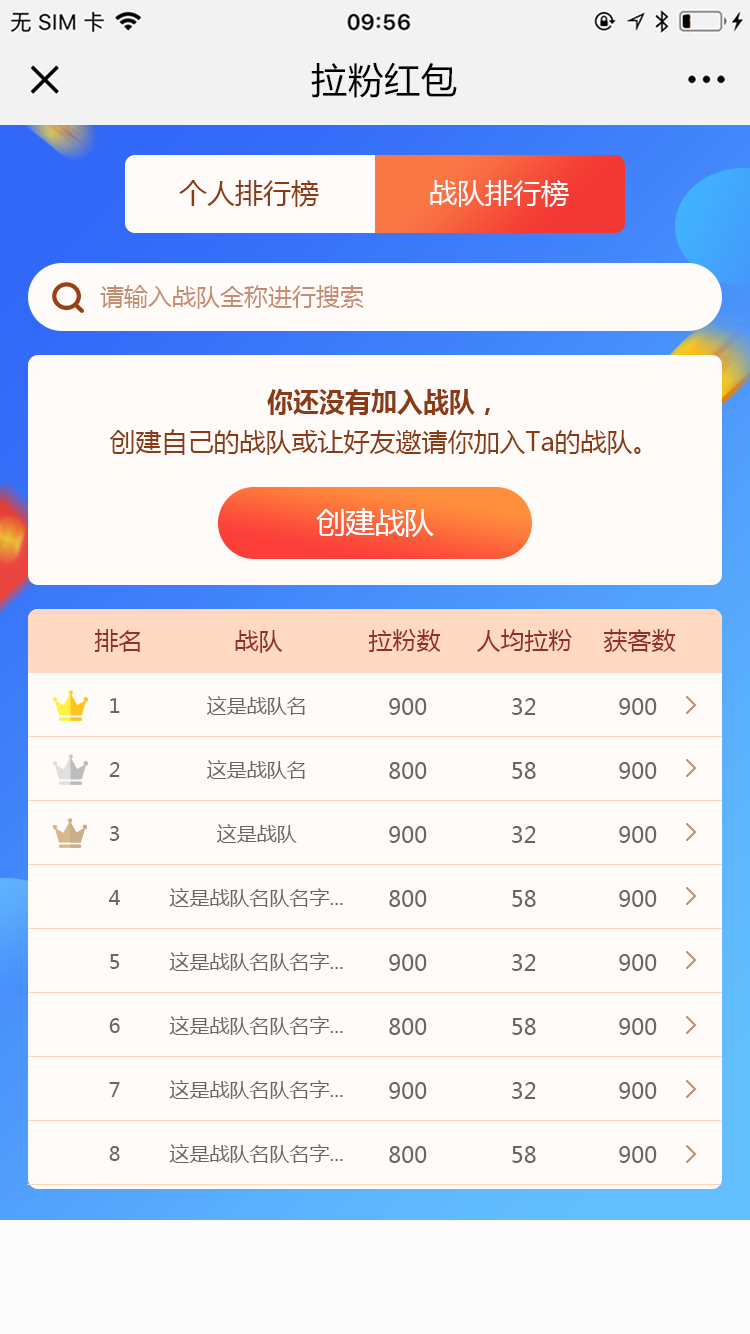 无 SIM 卡 09:56
拉粉红包
个人排行榜 战队排行榜
请输入战队全称进行搜索
你还没有加入战队，
创建自己的战队或让好友邀请你加入Ta的战队。
创建战队
排名 战队 拉粉数 人均拉粉 获客数
1 这是战队名 900 32 900
2 这是战队名 800 58 900
3 这是战队 900 32 900
4 这是战队名队名字... 800 58 900
5 这是战队名队名字... 900 32 900
6 这是战队名队名字... 800 58 900
7 这是战队名队名字... 900 32 900
8 这是战队名队名字... 800 58 900